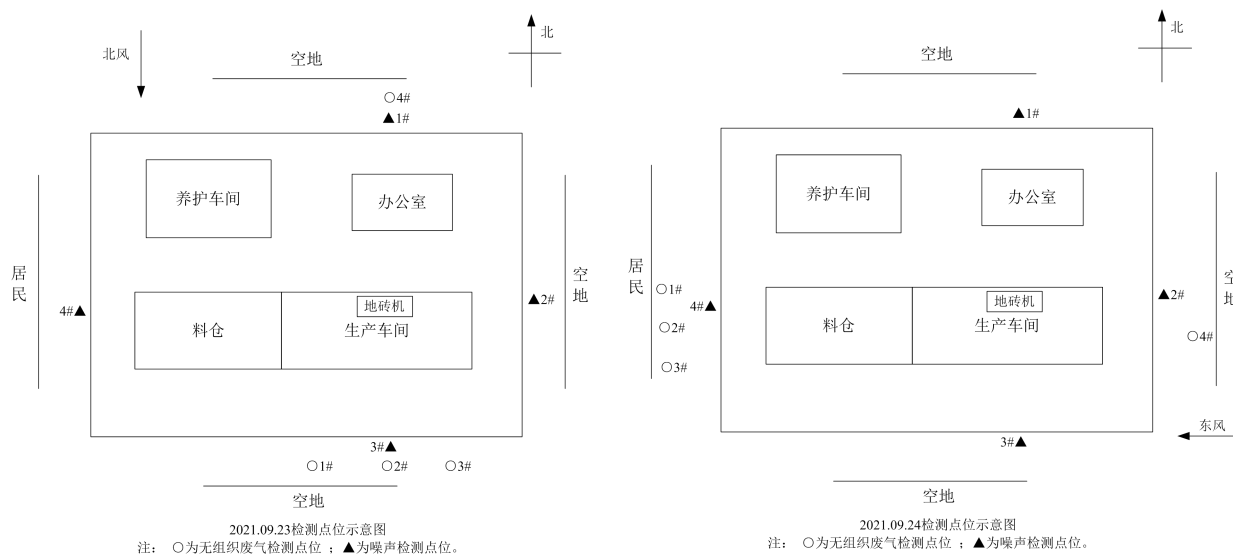 北风
北
空地
○4#
▲1#
养护车间
办公室
居民
空地
4#▲
▲2#
地砖机
料仓
生产车间
3#▲
○1#
○2#
○3#
空地
2021.09.23检测点位示意图
注： ○为无组织废气检测点位 ；▲为噪声检测点位。
北
空地
▲1#
养护车间
办公室
居民
空地
○1#
4#▲
▲2#
地砖机
○2#
料仓
生产车间
○4#
○3#
东风
3#▲
空地
2021.09.24检测点位示意图
注： ○为无组织废气检测点位 ；▲为噪声检测点位。